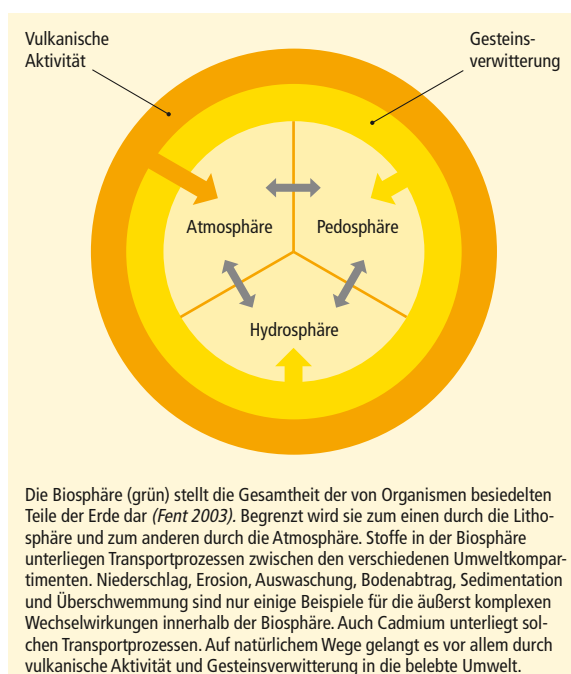 Vulkanische
Aktivität
Gesteins-
verwitterung
Atmosphäre
Pedosphäre
Hydrosphäre
Die Biosphäre (grün) stellt die Gesamtheit der von Organismen besiedelten
Teile der Erde dar (Fent 2003). Begrenzt wird sie zum einen durch die Litho-
sphäre und zum anderen durch die Atmosphäre. Stoffe in der Biosphäre
unterliegen Transportprozessen zwischen den verschiedenen Umweltkompar-
timenten. Niederschlag, Erosion, Auswaschung, Bodenabtrag, Sedimentation
und Überschwemmung sind nur einige Beispiele für die äußerst komplexen
Wechselwirkungen innerhalb der Biosphäre. Auch Cadmium unterliegt sol-
chen Transportprozessen. Auf natürlichem Wege gelangt es vor allem durch
vulkanische Aktivität und Gesteinsverwitterung in die belebte Umwelt.